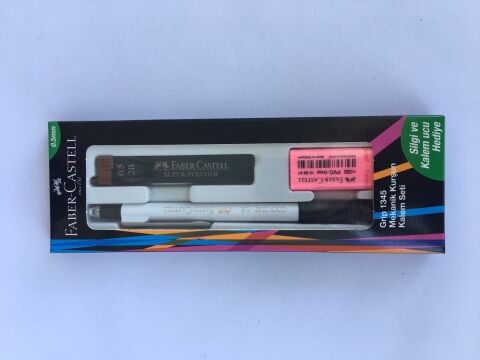 0.5mm
FABER-CASTELL
0.5
2B
FABER-CASTELL
SUPER-POLYMER
PVC-Free
FABER-CASTELL
Silgi ve
Kalem ucu
Hediye
Grip 1345
Mekanik Kurşun
Kalem Seti